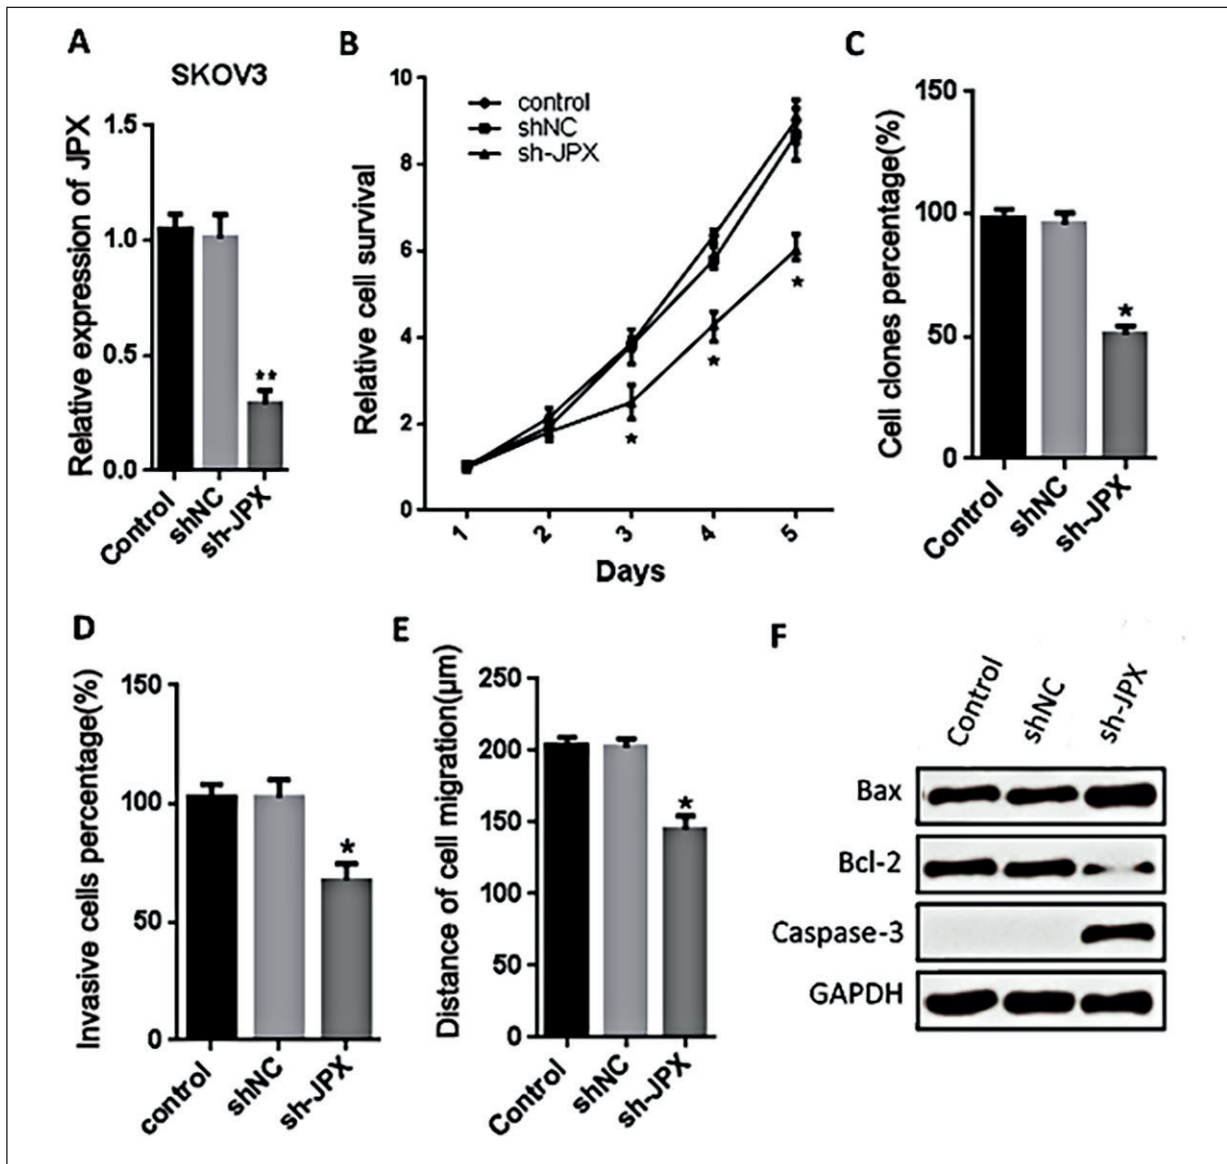 A
SKOV3
Relative expression of JPX
1.5
1.0
0.5
0.0
**
Control
shNC
sh-JPX
B
Relative cell survival
10
8
6
4
2
0
control
shNC
sh-JPX
*
*
*
1
2
3
4
5
Days
C
Cell clones percentage(%)
150
100
50
0
*
Control
shNC
sh-JPX
D
Invasive cells percentage(%)
150
100
50
0
*
control
shNC
sh-JPX
E
Distance of cell migration(μm)
250
200
150
100
50
0
*
Control
shNC
sh-JPX
F
Control
shNC
sh-JPX
Bax
Bcl-2
Caspase-3
GAPDH